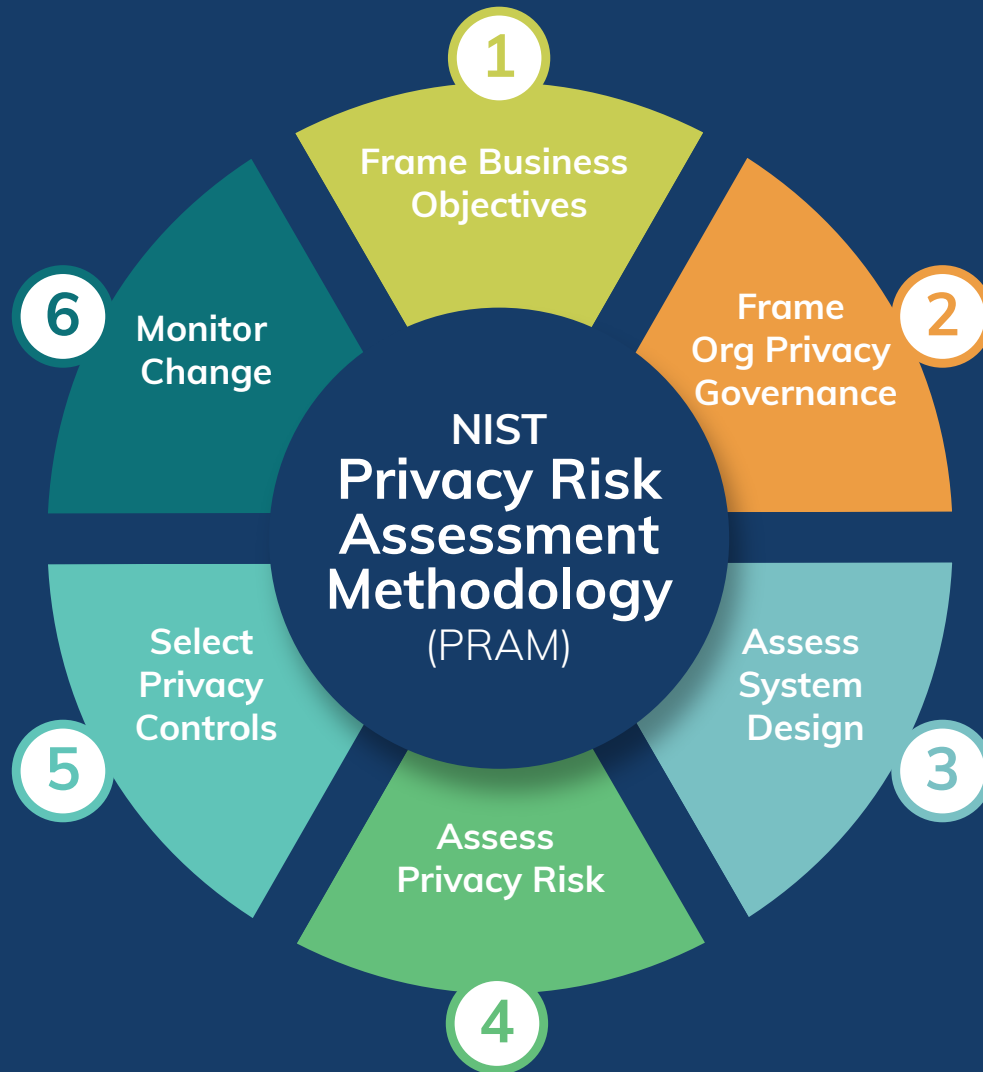 1
Frame Business
Objectives
2
Frame
Org Privacy
Governance
3
Assess
System
Design
4
Assess
Privacy Risk
5
Select
Privacy
Controls
6
Monitor
Change
NIST
Privacy Risk
Assessment
Methodology
(PRAM)